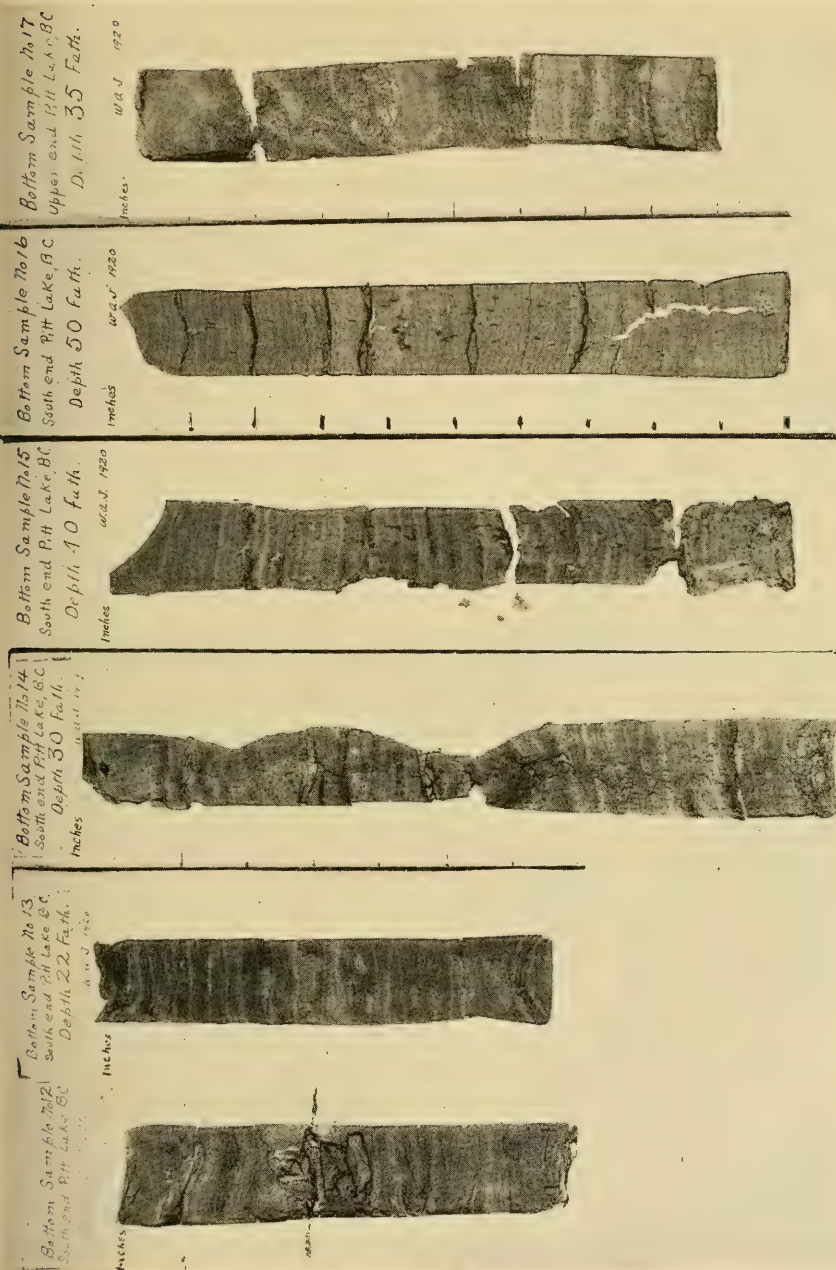 Bottom Sample No 17
Upper end Pitt Lake, BC
Depth 35 Fath.
W.A.J 1920
Inches.
Bottom Sample No 16
South end Pitt Lake, BC
Depth 50 Fath.
W.A.J 1920
Inches
Bottom Sample No 15
South end Pitt Lake, BC
Depth 40 Fath.
W.A.J. 1920
Inches
Bottom Sample No 14
South end Pitt Lake, B.C
Depth 30 Fath.
Inches
Bottom Sample No 13
South end Pitt Lake B.C.
Depth 22 Fath.
W A J 1920
Inches
Bottom Sample No 12
South end Pitt Lake BC
Inches